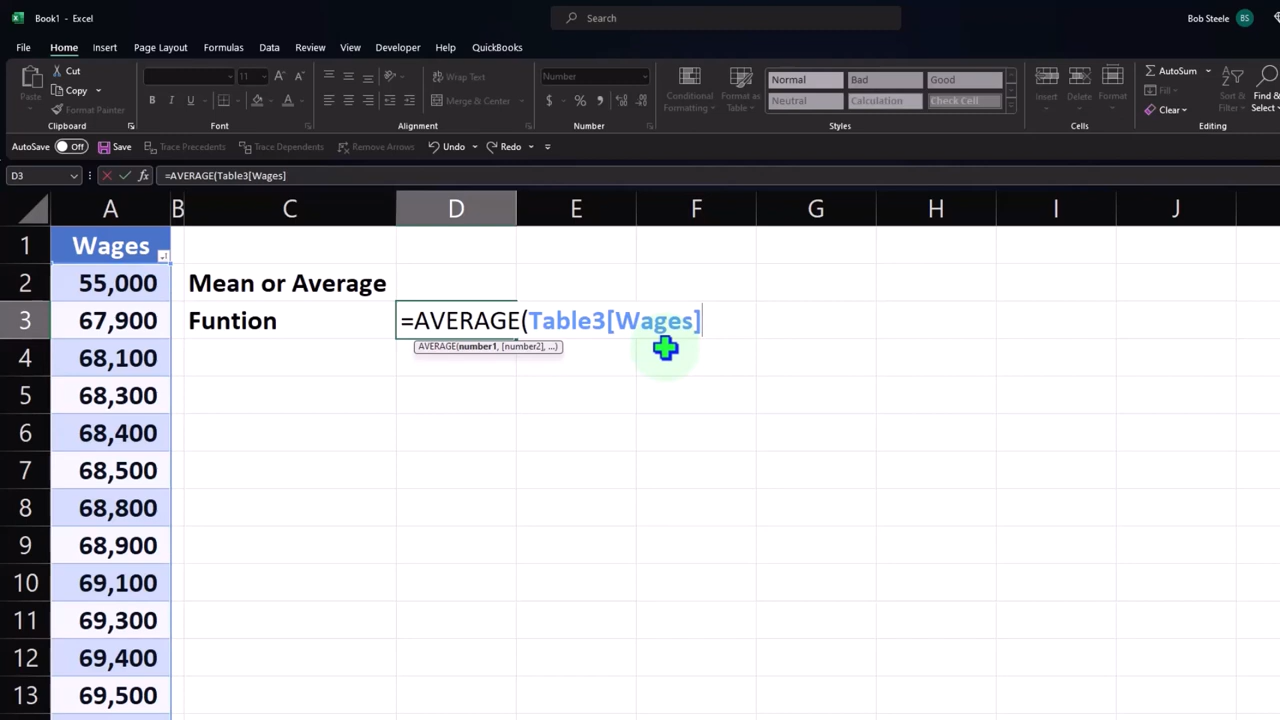 Book1 - Excel
Search
Bob Steele BS
File Home Insert Page Layout Formulas Data Review View Automate Developer Help QuickBooks
Cut
Copy
Format Painter
Paste
Clipboard
11
B I U
Font
Wrap Text
Merge & Center
Alignment
Number
$ %
Number
Conditional Formatting
Format as Table
Normal Bad Good
Neutral Calculation Check Cell
Styles
Insert Delete Format
Cells
AutoSum
Fill
Clear
Sort & Filter
Find & Select
Editing
AutoSave Off Save Trace Precedents Trace Dependents Remove Arrows Undo Redo
D3 fx =AVERAGE(Table3[Wages]
A B C D E F G H I J
1 Wages
2 55,000 Mean or Average
3 67,900 Funtion =AVERAGE(Table3[Wages]
AVERAGE(number1, [number2], ...)
4 68,100
5 68,300
6 68,400
7 68,500
8 68,800
9 68,900
10 69,100
11 69,300
12 69,400
13 69,500